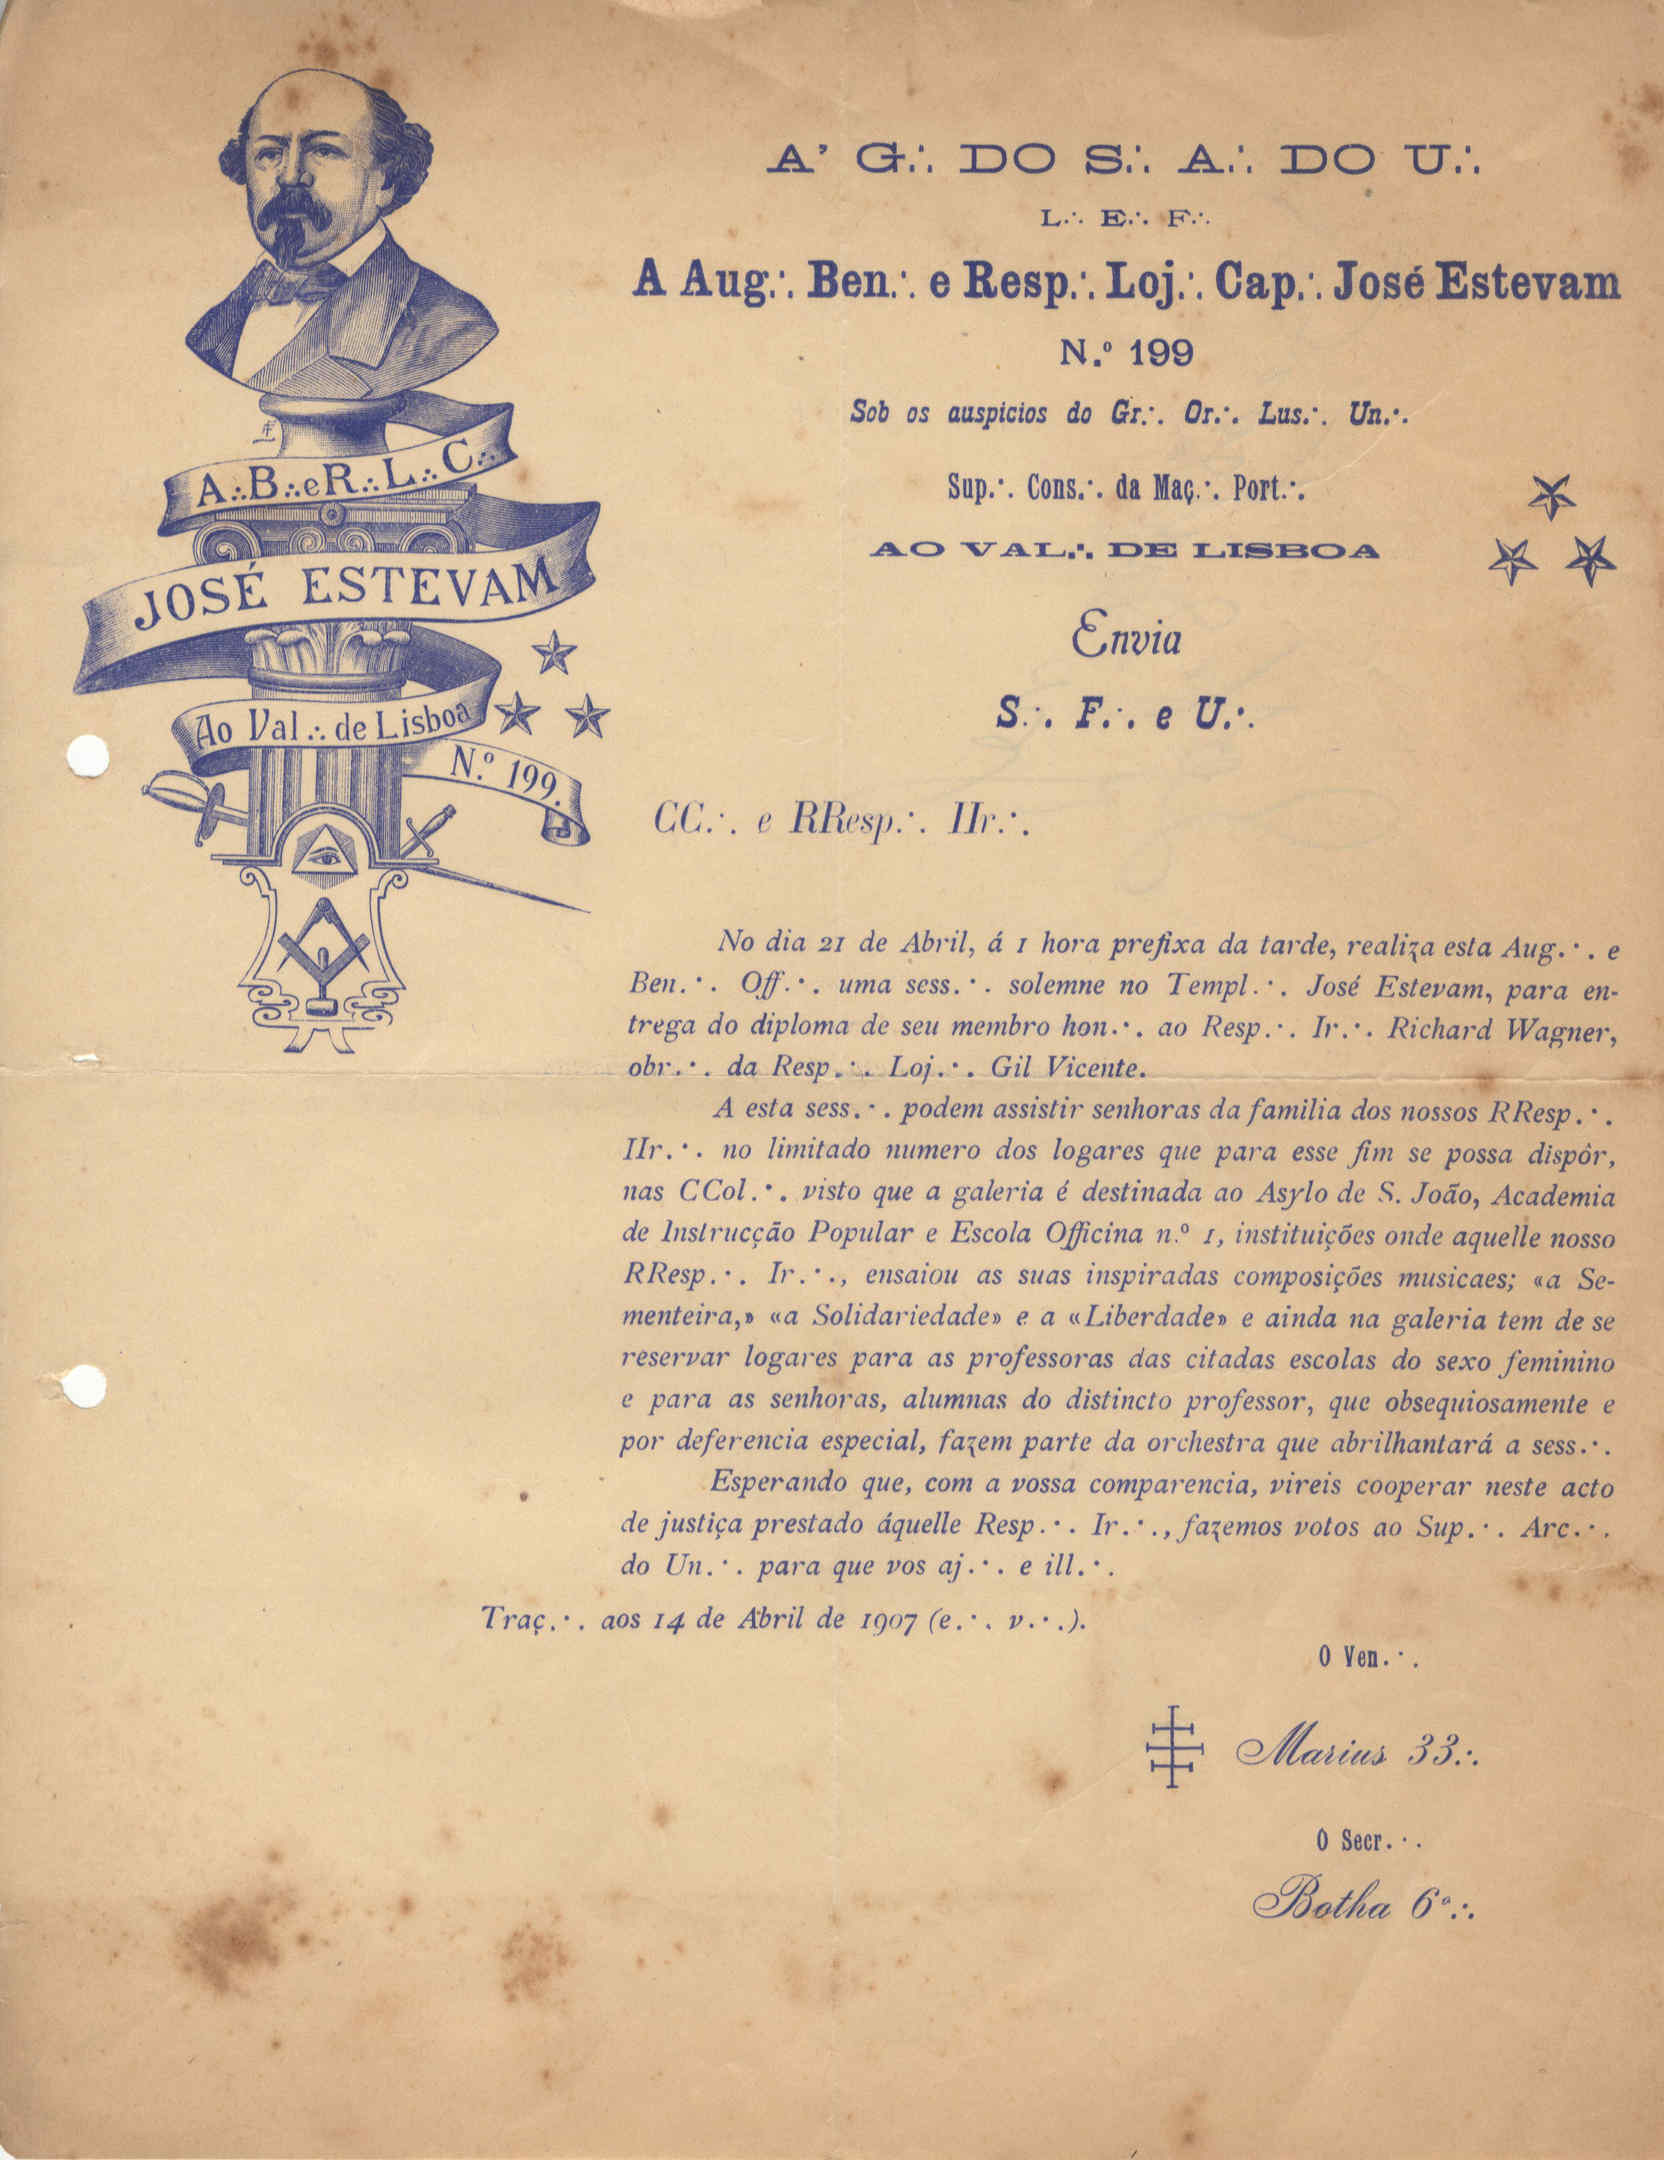 A' G∴ DO S∴ A∴ DO U∴
L∴ E∴ F∴
A Aug∴ Ben∴ e Resp∴ Loj∴ Cap∴ José Estevam
N.º 199
Sob os auspicios do Gr∴ Or∴ Lus∴ Un∴
Sup∴ Cons∴ da Maç∴ Port∴
AO VAL∴ DE LISBOA
Envia
S∴ F∴ e U∴
A∴B∴eR∴L∴C∴
JOSÉ ESTEVAM
Ao Val∴ de Lisboa
N.º 199.
CC∴ e RResp∴ IIr∴
No dia 21 de Abril, á 1 hora prefixa da tarde, realiza esta Aug∴ e
Ben∴ Off∴ uma sess∴ solemne no Templ∴ José Estevam, para en-
trega do diploma de seu membro hon∴ ao Resp∴ Ir∴ Richard Wagner,
obr∴ da Resp∴ Loj∴ Gil Vicente.
A esta sess∴ podem assistir senhoras da familia dos nossos RResp∴
IIr∴ no limitado numero dos logares que para esse fim se possa dispôr,
nas CCol∴ visto que a galeria é destinada ao Asylo de S. João, Academia
de Instrucção Popular e Escola Officina n.º 1, instituições onde aquelle nosso
RResp∴ Ir∴, ensaiou as suas inspiradas composições musicaes; «a Se-
menteira,» «a Solidariedade» e a «Liberdade» e ainda na galeria tem de se
reservar logares para as professoras das citadas escolas do sexo feminino
e para as senhoras, alumnas do distincto professor, que obsequiosamente e
por deferencia especial, fazem parte da orchestra que abrilhantará a sess∴
Esperando que, com a vossa comparencia, vireis cooperar neste acto
de justiça prestado áquelle Resp∴ Ir∴, fazemos votos ao Sup∴ Arc∴
do Un∴ para que vos aj∴ e ill∴
Traç∴ aos 14 de Abril de 1907 (e∴ v∴).
O Ven∴
Marius 33∴
O Secr∴
Botha 6º∴